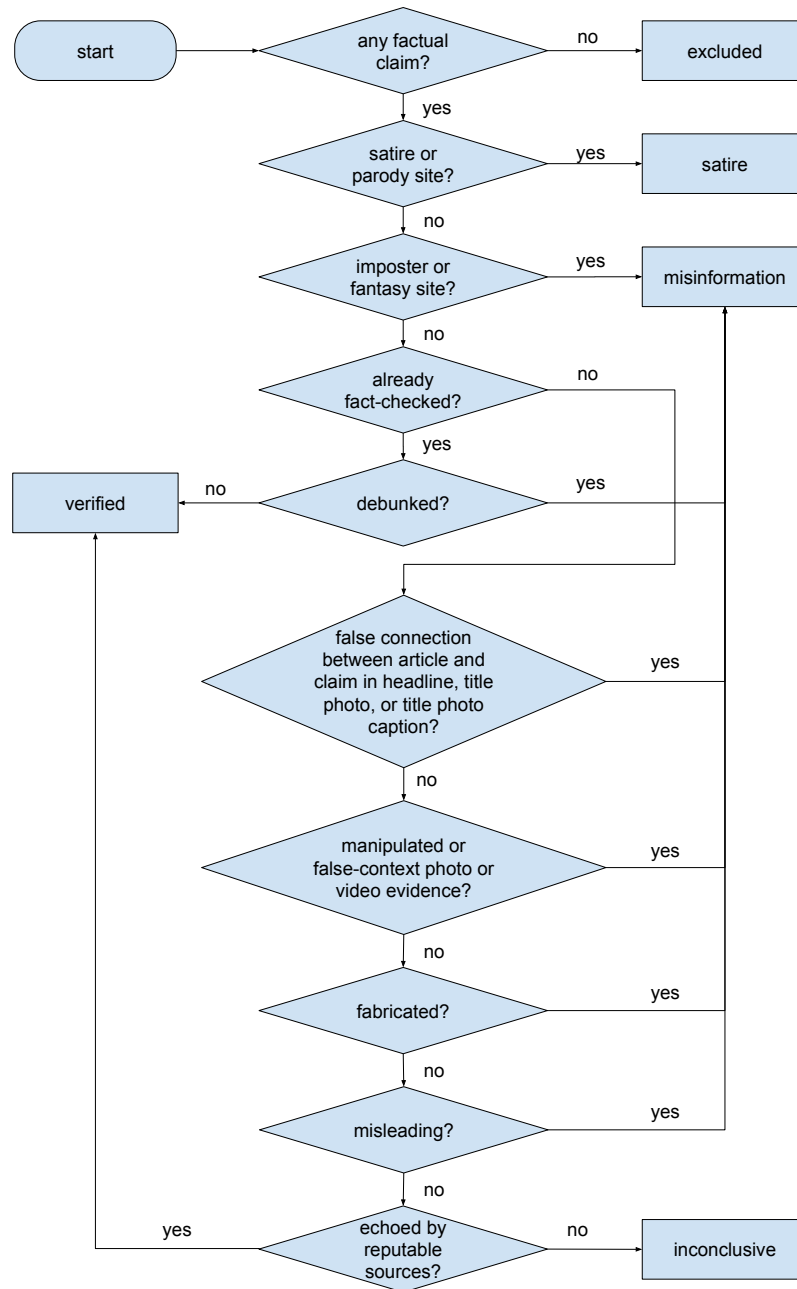 start
any factual
claim?
no
excluded
yes
satire or
parody site?
yes
satire
no
imposter or
fantasy site?
yes
misinformation
no
already
fact-checked?
no
yes
verified
no
debunked?
yes
false connection
between article and
claim in headline, title
photo, or title photo
caption?
yes
no
manipulated or
false-context photo or
video evidence?
yes
no
fabricated?
yes
no
misleading?
yes
no
yes
echoed by
reputable
sources?
no
inconclusive